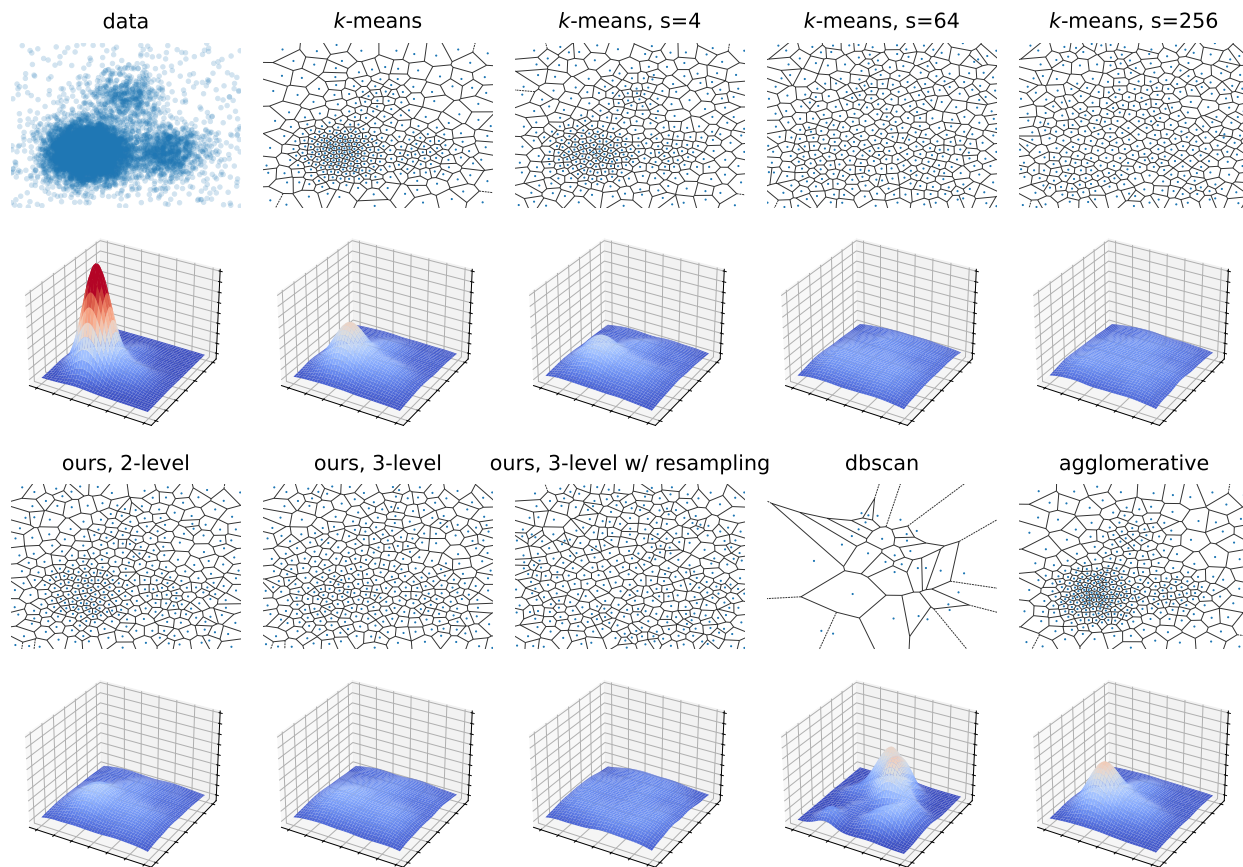 data
k-means
k-means, s=4
k-means, s=64
k-means, s=256
ours, 2-level
ours, 3-level
ours, 3-level w/ resampling
dbscan
agglomerative